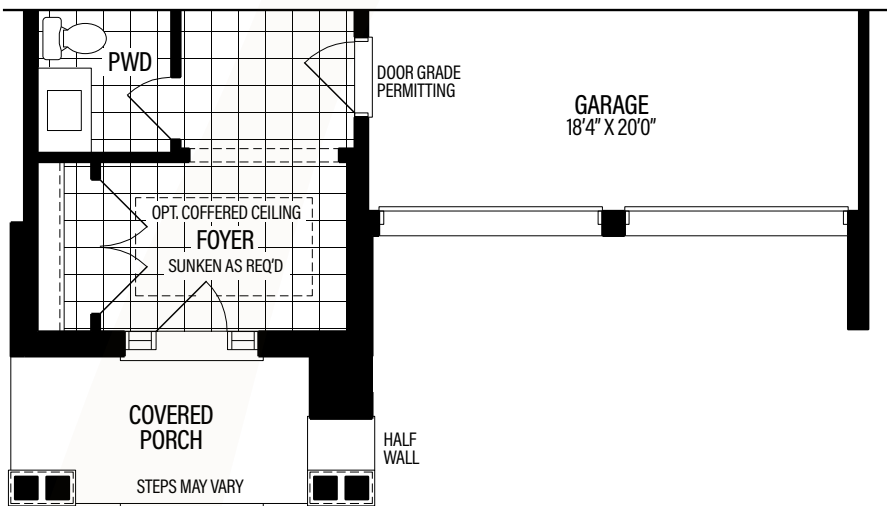 PWD
DOOR GRADE
PERMITTING
GARAGE
18'4" X 20'0"
OPT. COFFERED CEILING
FOYER
SUNKEN AS REQ'D
COVERED
PORCH
HALF
WALL
STEPS MAY VARY